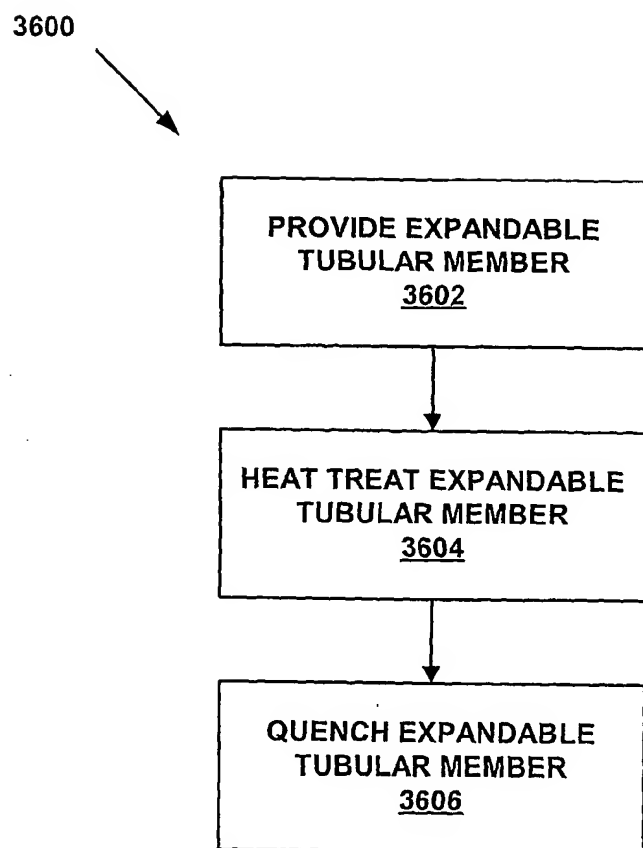 3600
PROVIDE EXPANDABLE
TUBULAR MEMBER
3602
HEAT TREAT EXPANDABLE
TUBULAR MEMBER
3604
QUENCH EXPANDABLE
TUBULAR MEMBER
3606